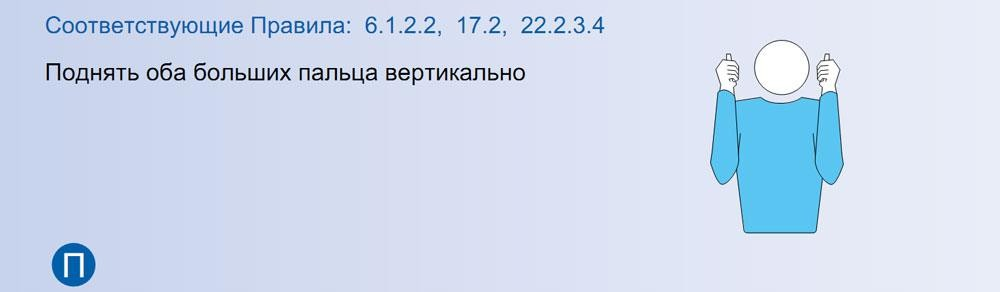 Соответствующие Правила: 6.1.2.2, 17.2, 22.2.3.4
Поднять оба больших пальца вертикально
П